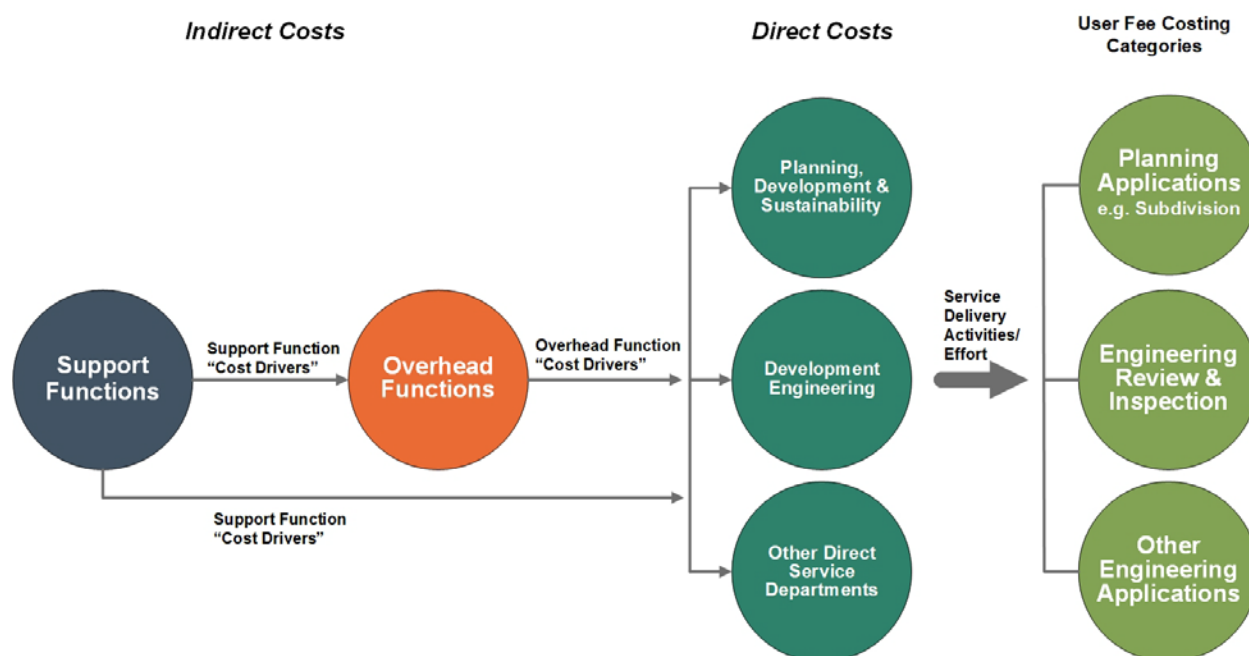 Indirect Costs
Direct Costs
User Fee Costing
Categories
Planning,
Development &
Sustainability
Planning
Applications
e.g. Subdivision
Support
Functions
Support Function
“Cost Drivers”
Overhead
Functions
Overhead Function
“Cost Drivers”
Development
Engineering
Service
Delivery
Activities/
Effort
Engineering
Review &
Inspection
Support Function
“Cost Drivers”
Other Direct
Service
Departments
Other
Engineering
Applications